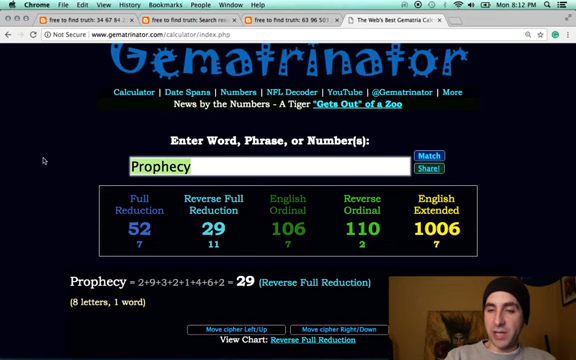 Chrome File Edit View History Bookmarks People Window Help
Mon 8:12 PM
free to Find truth: 34 67 84 2
free to Find truth: Search res
free to Find truth: 63 96 501
The Web's Best Gematria Calc
www.gematrinator.com/calculator/index.php
Gematrinator
Calculator | Date Spans | Numbers | NFL Decoder | YouTube | @Gematrinator | More
News by the Numbers - A Tiger "Gets Out" of a Zoo
Enter Word, Phrase, or Number(s):
Prophecy
Match
Share!
Full Reduction Reverse Full Reduction English Ordinal Reverse Ordinal English Extended
52 29 106 110 1006
7 11 7 2 7
Prophecy = 2+9+3+2+1+4+6+2 = 29 (Reverse Full Reduction)
(8 letters, 1 word)
Move cipher Left/Up Move cipher Right/Down
View Chart: Reverse Full Reduction